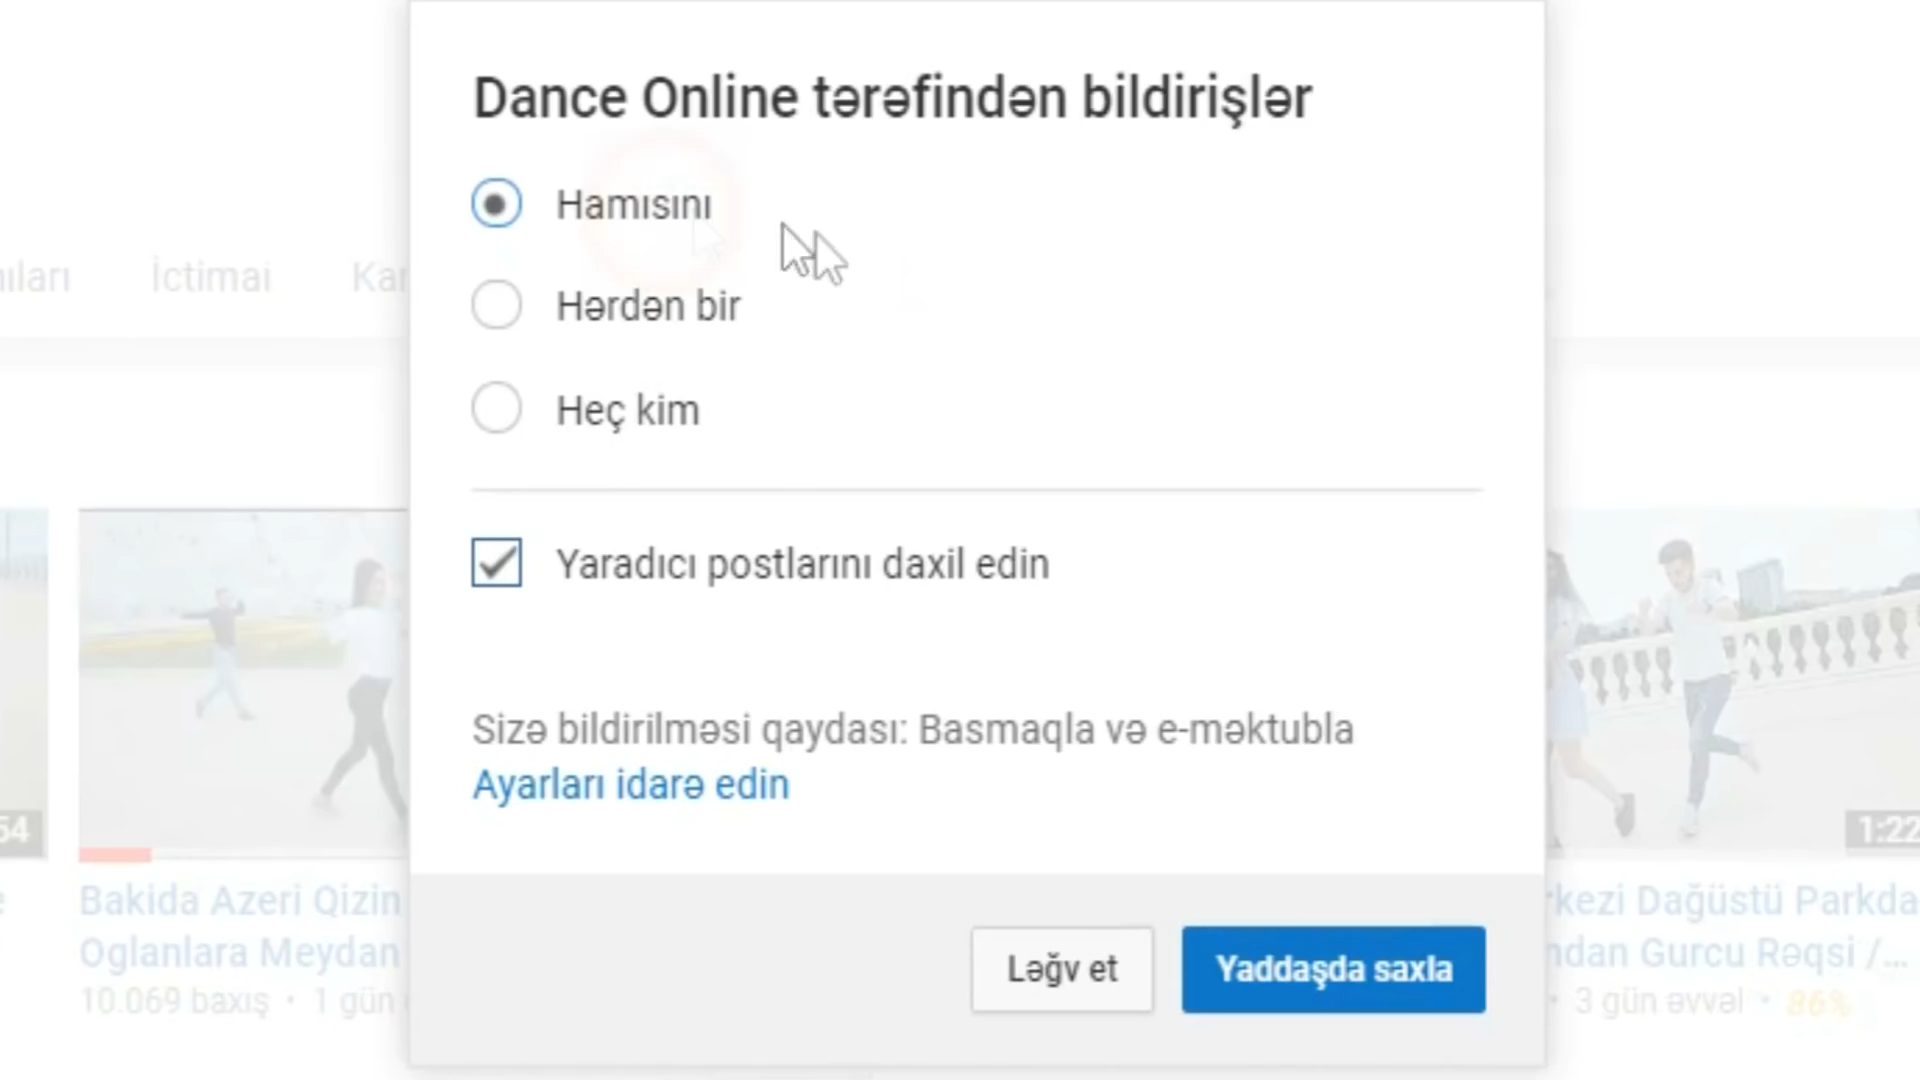 Dance Online tərəfindən bildirişlər
Hamısını
Hərdən bir
Heç kim
Yaradıcı postlarını daxil edin
Sizə bildirilməsi qaydası: Basmaqla və e-məktubla
Ayarları idarə edin
Ləğv et
Yaddaşda saxla
İctimai
54
Bakida Azeri Qizin
Oglanlara Meydan
10.069 baxış • 1 gün
1:22
Dağüstü Parkda
Gurcu Rəqsi /...
• 3 gün əvvəl • 86%